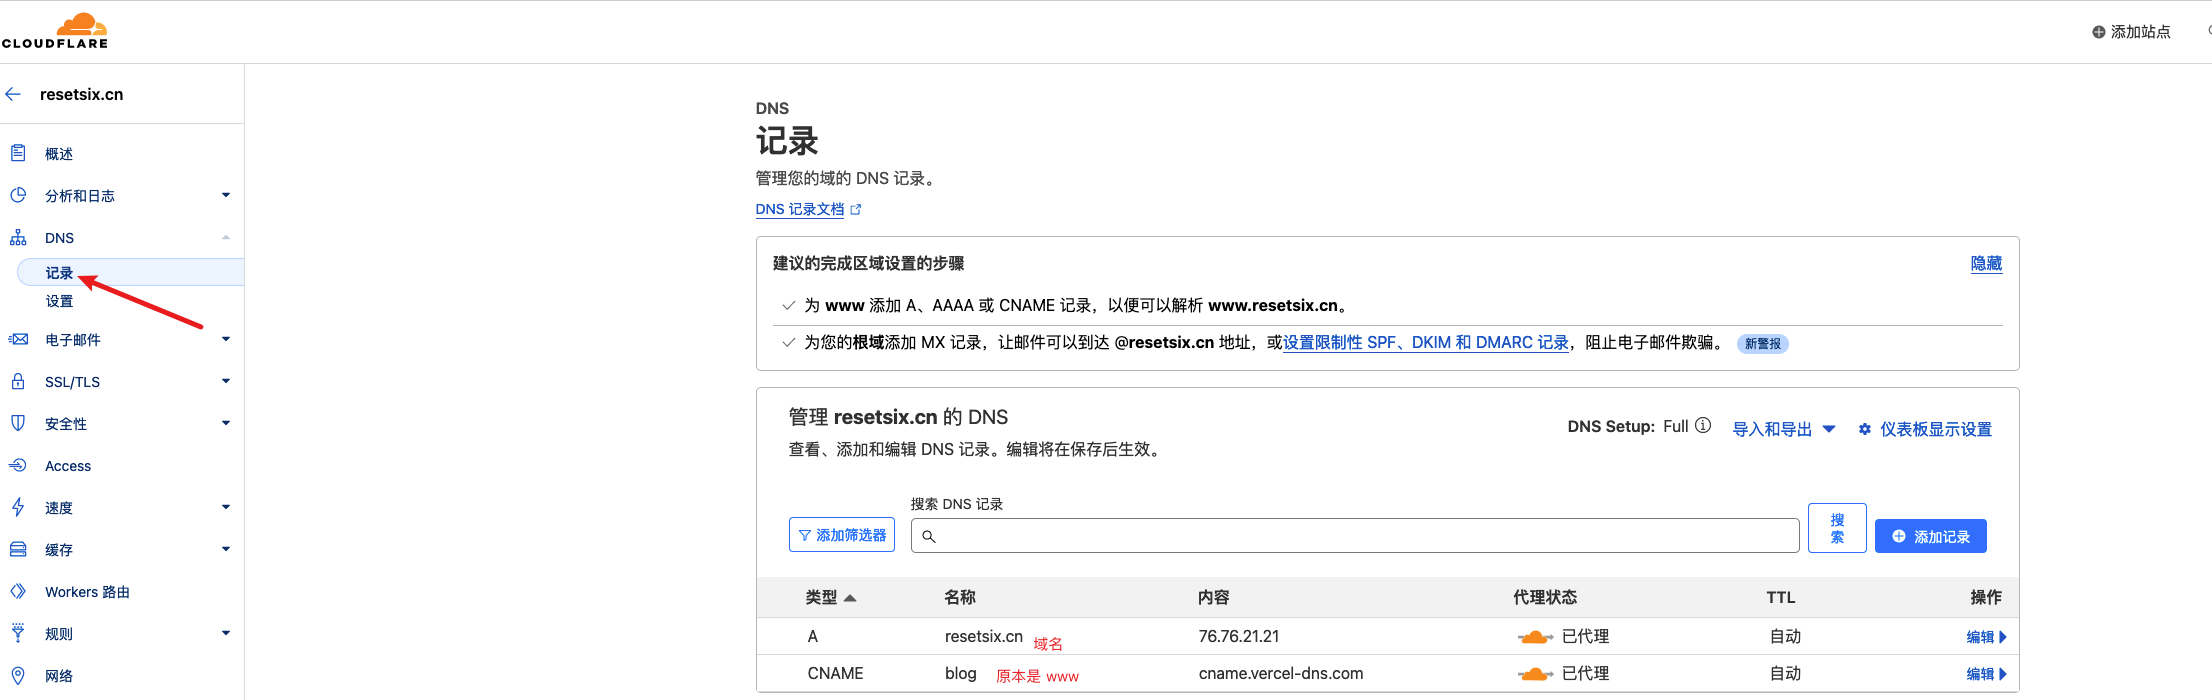 CLOUDFLARE
添加站点
resetsix.cn
概述
分析和日志
DNS
记录
设置
电子邮件
SSL/TLS
安全性
Access
速度
缓存
Workers 路由
规则
网络
DNS
记录
管理您的域的 DNS 记录。
DNS 记录文档
建议的完成区域设置的步骤
隐藏
为 www 添加 A、AAAA 或 CNAME 记录，以便可以解析 www.resetsix.cn。
为您的根域添加 MX 记录，让邮件可以到达 @resetsix.cn 地址，或设置限制性 SPF、DKIM 和 DMARC 记录，阻止电子邮件欺骗。 新警报
管理 resetsix.cn 的 DNS
查看、添加和编辑 DNS 记录。编辑将在保存后生效。
DNS Setup: Full
导入和导出
仪表板显示设置
搜索 DNS 记录
添加筛选器
搜
索
添加记录
类型 名称 内容 代理状态 TTL 操作
A resetsix.cn 域名 76.76.21.21 已代理 自动 编辑
CNAME blog 原本是 www cname.vercel-dns.com 已代理 自动 编辑